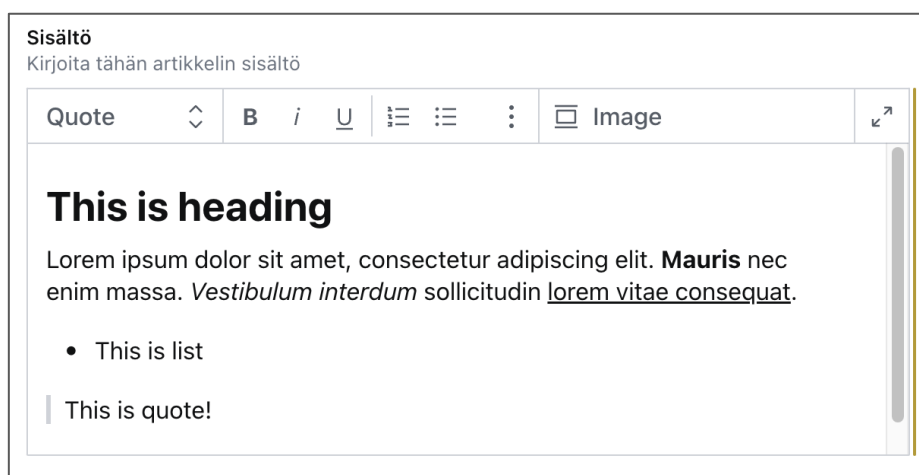 Sisältö
Kirjoita tähän artikkelin sisältö
Quote B i U Image
This is heading
Lorem ipsum dolor sit amet, consectetur adipiscing elit. Mauris nec
enim massa. Vestibulum interdum sollicitudin lorem vitae consequat.
• This is list
This is quote!